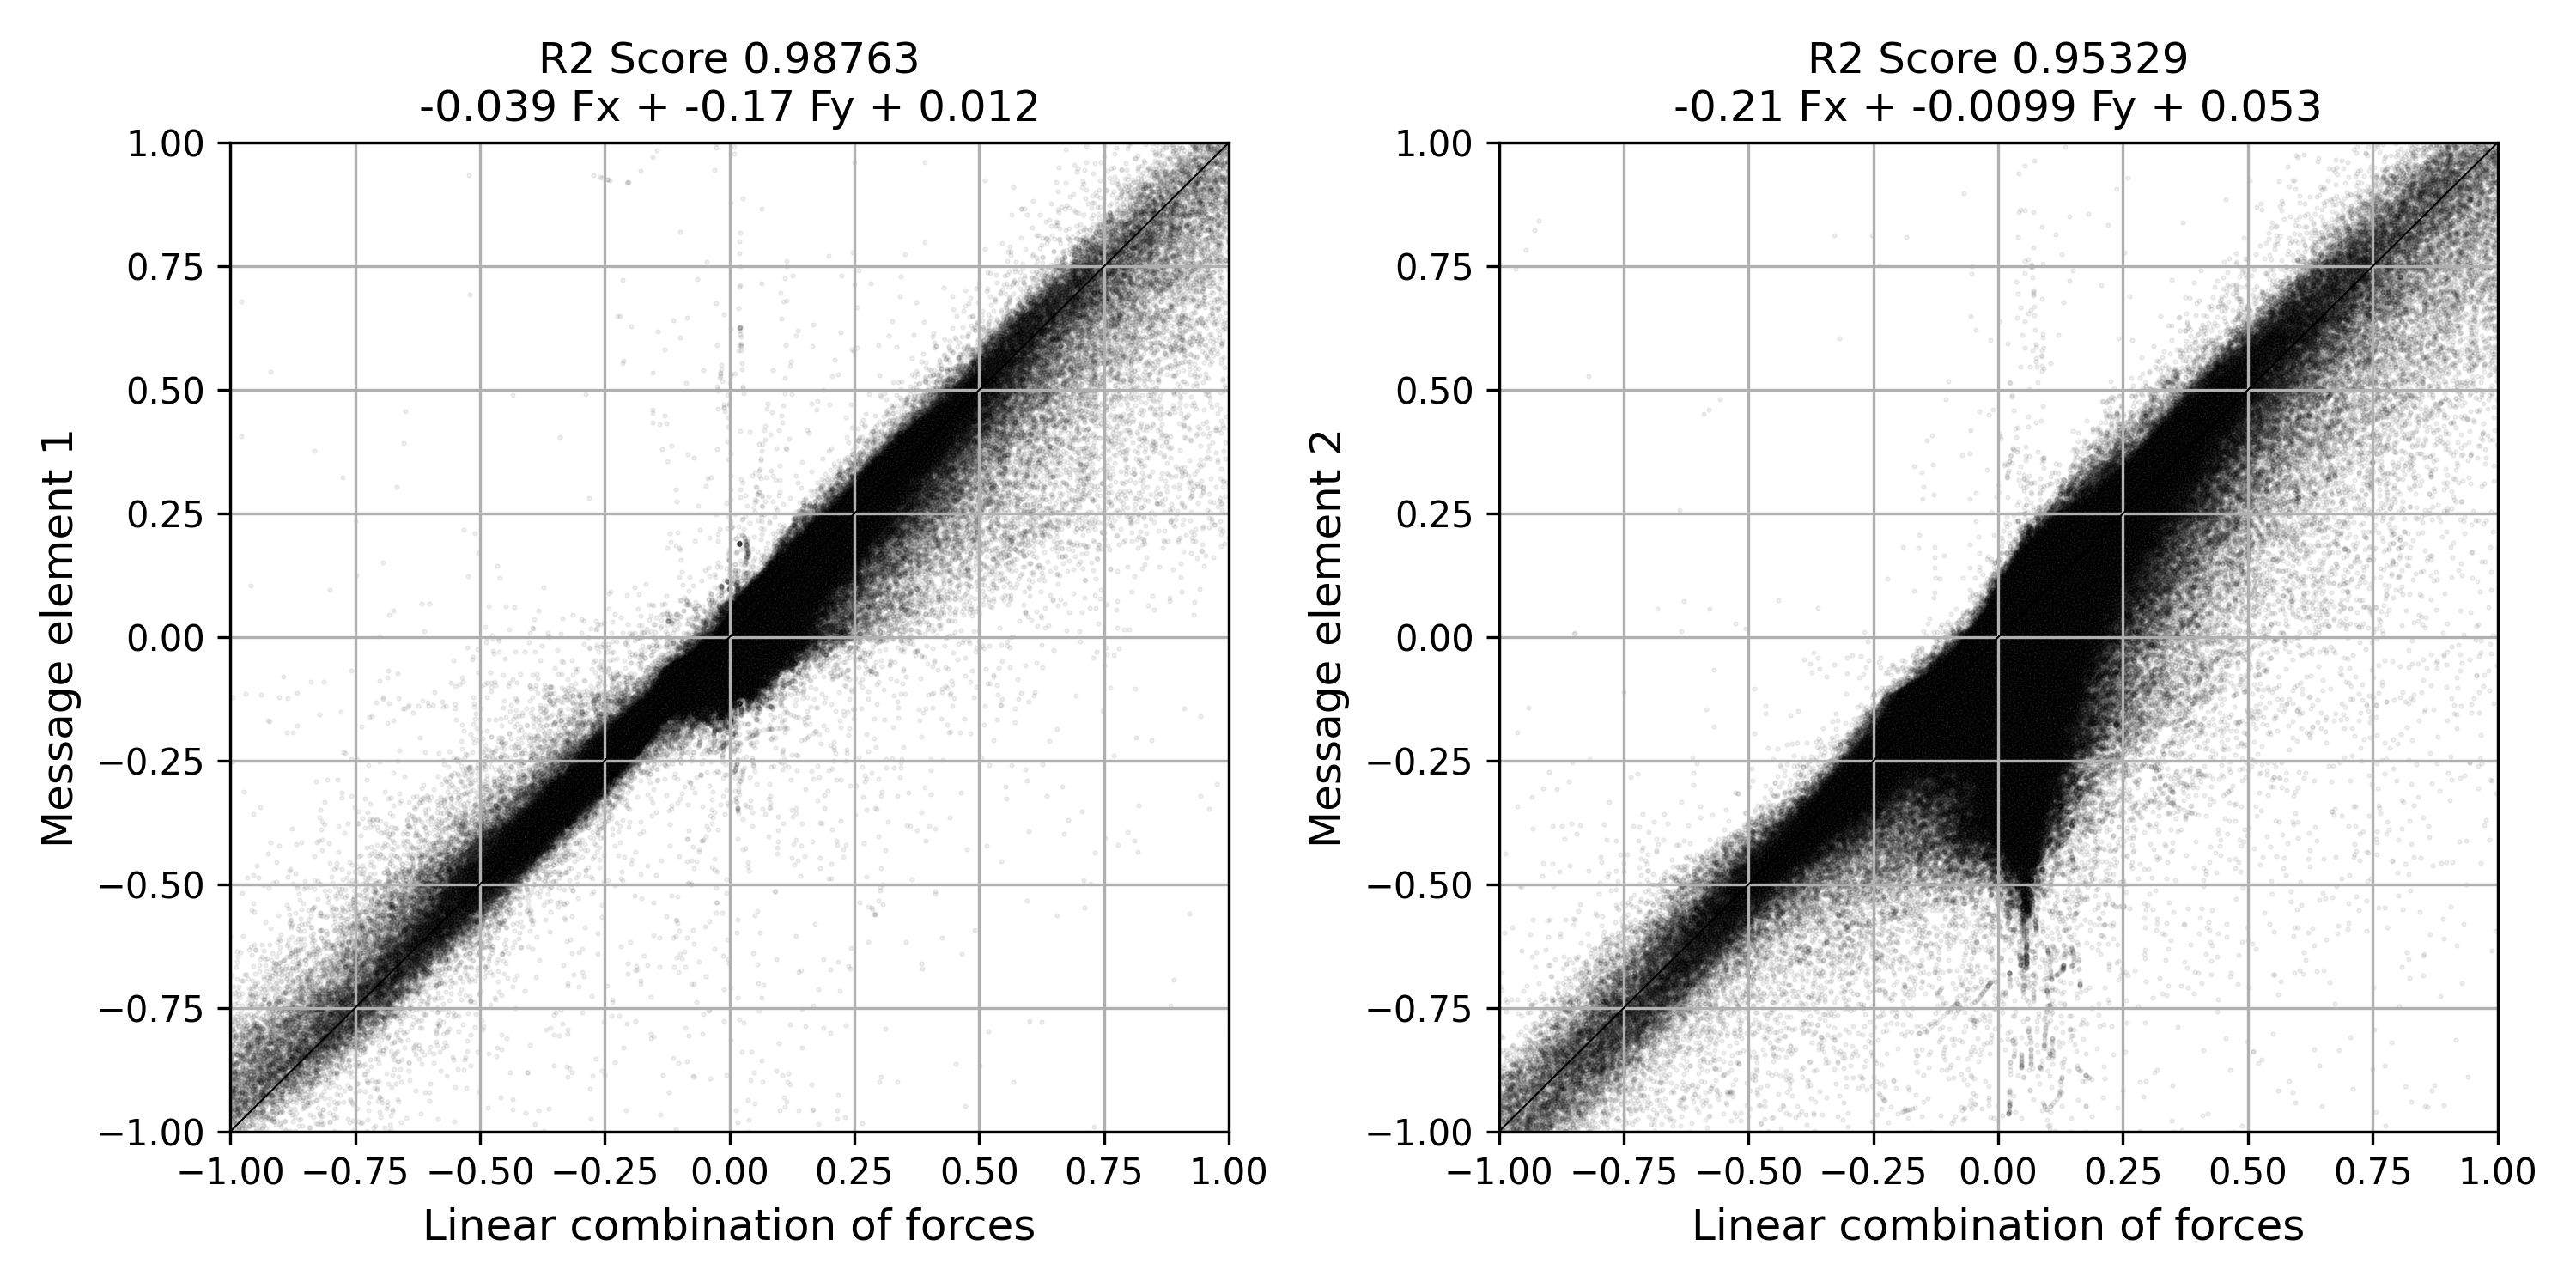 R2 Score 0.98763
-0.039 Fx + -0.17 Fy + 0.012
1.00
0.75
0.50
0.25
0.00
−0.25
−0.50
−0.75
−1.00
Message element 1
−1.00 −0.75 −0.50 −0.25 0.00 0.25 0.50 0.75 1.00
Linear combination of forces
R2 Score 0.95329
-0.21 Fx + -0.0099 Fy + 0.053
1.00
0.75
0.50
0.25
0.00
−0.25
−0.50
−0.75
−1.00
Message element 2
−1.00 −0.75 −0.50 −0.25 0.00 0.25 0.50 0.75 1.00
Linear combination of forces